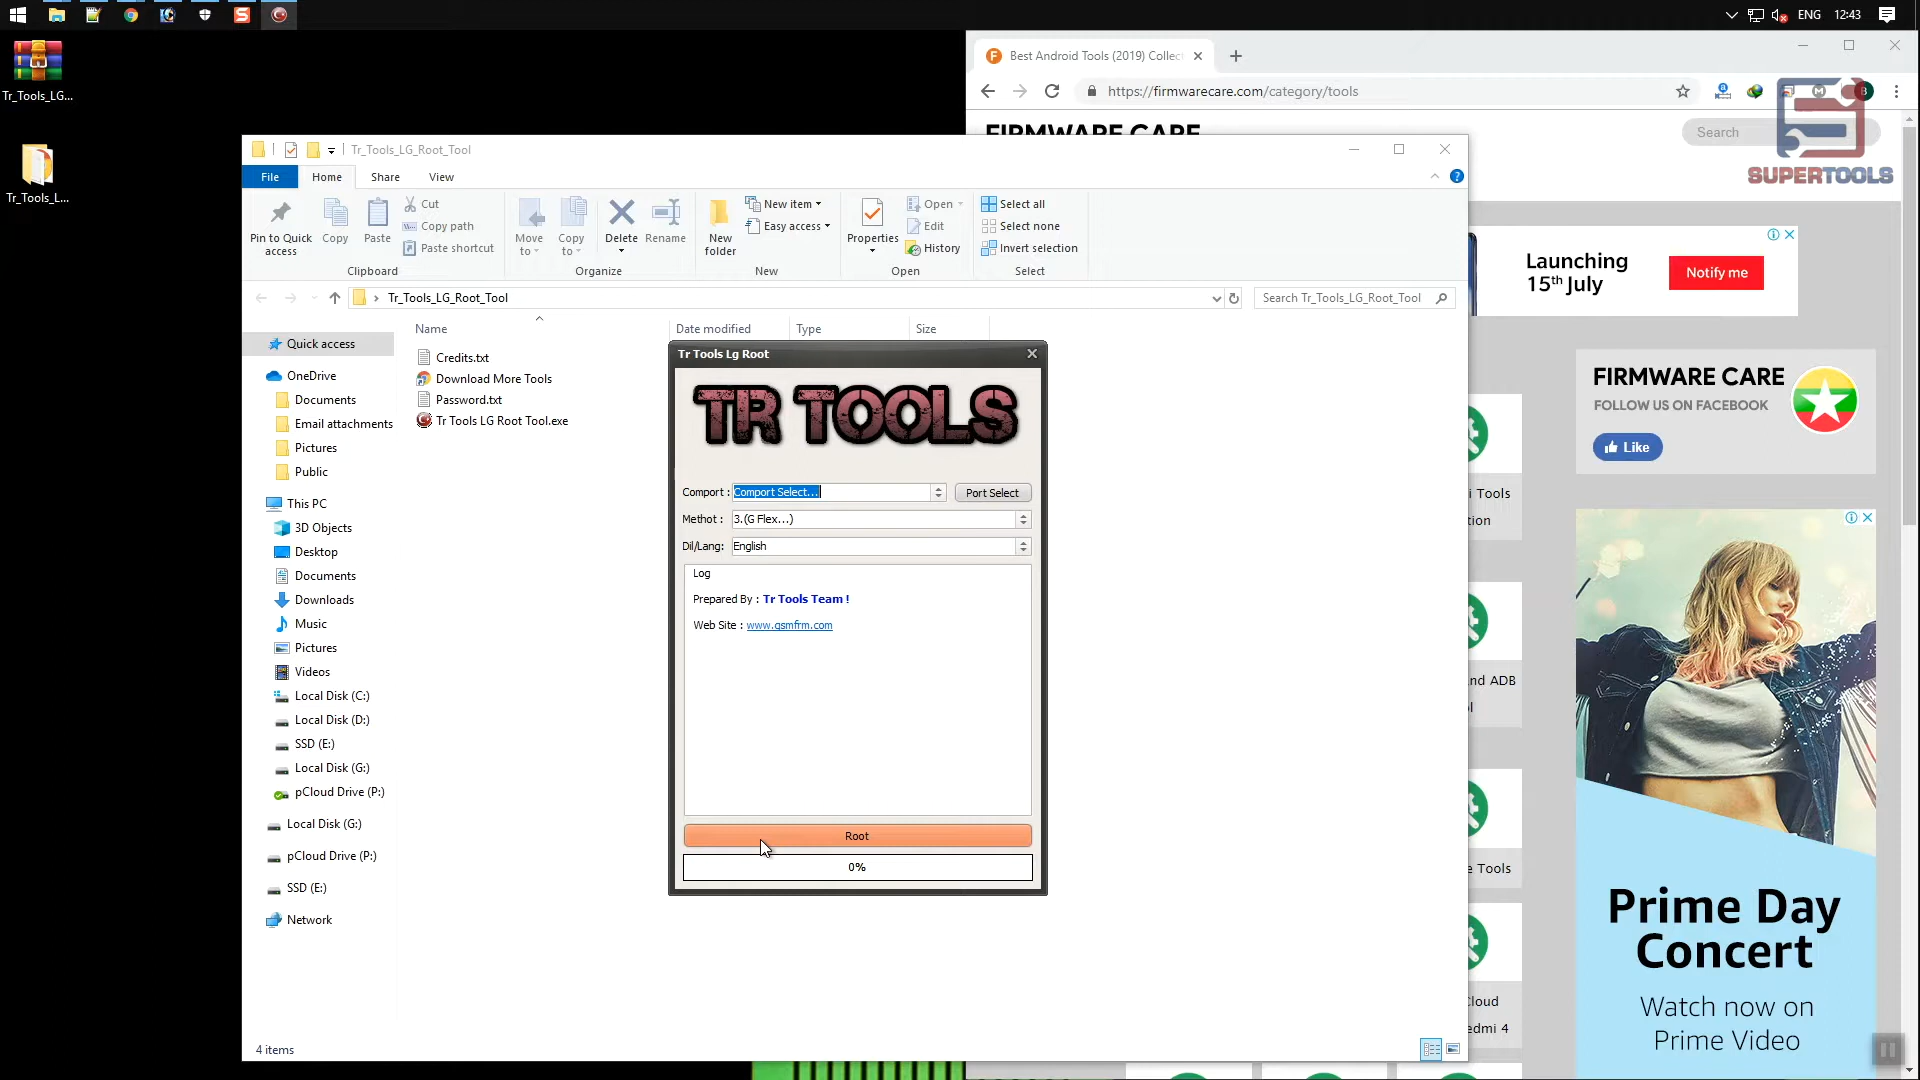 ENG
12:43
Tr_Tools_LG...
Tr_Tools_L...
Best Android Tools (2019) Collec
https://firmwarecare.com/category/tools
FIRMWARE CARE
Search
SUPERTOOLS
Launching
15th July
Notify me
FIRMWARE CARE
FOLLOW US ON FACEBOOK
Like
i Tools
tion
nd ADB
l
e Tools
loud
edmi 4
Prime Day
Concert
Watch now on
Prime Video
Tr_Tools_LG_Root_Tool
File Home Share View
Pin to Quick
access
Copy
Paste
Cut
Copy path
Paste shortcut
Clipboard
Move
to
Copy
to
Delete
Rename
Organize
New
folder
New item
Easy access
New
Properties
Open
Edit
History
Open
Select all
Select none
Invert selection
Select
Tr_Tools_LG_Root_Tool
Search Tr_Tools_LG_Root_Tool
Name Date modified Type Size
Quick access
OneDrive
Documents
Email attachments
Pictures
Public
This PC
3D Objects
Desktop
Documents
Downloads
Music
Pictures
Videos
Local Disk (C:)
Local Disk (D:)
SSD (E:)
Local Disk (G:)
pCloud Drive (P:)
Local Disk (G:)
pCloud Drive (P:)
SSD (E:)
Network
Credits.txt
Download More Tools
Password.txt
Tr Tools LG Root Tool.exe
4 items
Tr Tools Lg Root
TR TOOLS
Comport : Comport Select... Port Select
Methot : 3.(G Flex...)
Dil/Lang: English
Log
Prepared By : Tr Tools Team !
Web Site : www.gsmfrm.com
Root
0%